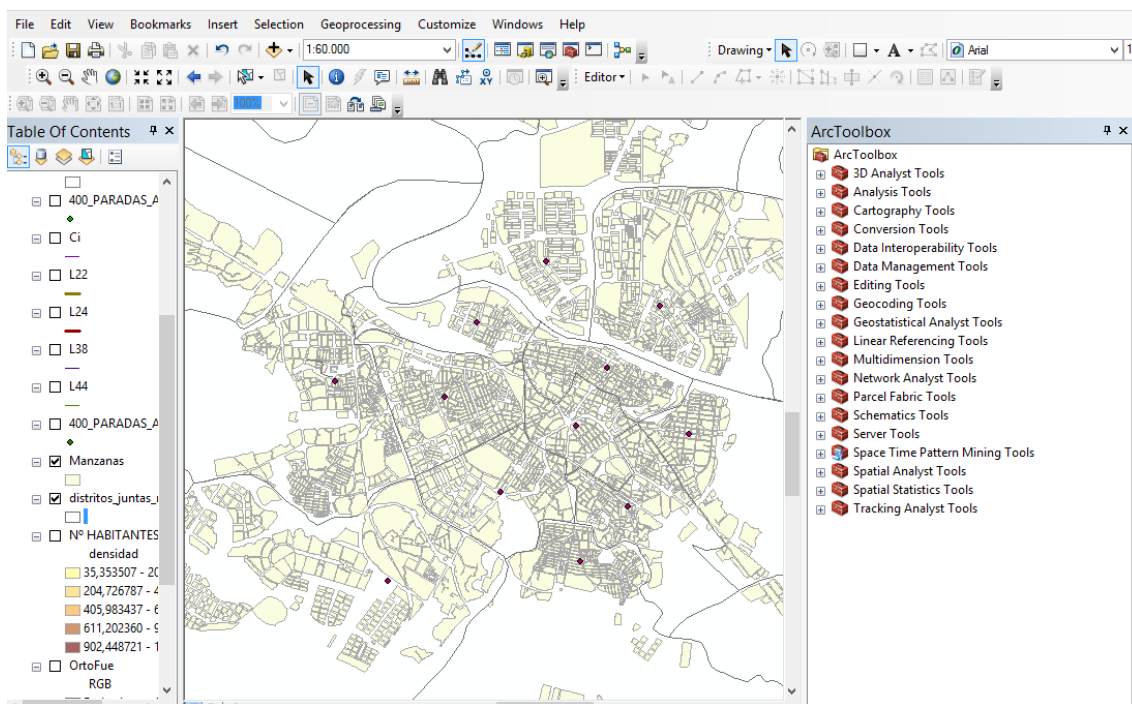 File Edit View Bookmarks Insert Selection Geoprocessing Customize Windows Help
1:60.000 Drawing A Arial
Editor
100%
Table Of Contents
400_PARADAS_A
Ci
L22
L24
L38
L44
400_PARADAS_A
Manzanas
distritos_juntas_
Nº HABITANTES
densidad
35,353507 - 20
204,726787 - 4
405,983437 - 6
611,202360 - 9
902,448721 - 1
OrtoFue
RGB
ArcToolbox
ArcToolbox
3D Analyst Tools
Analysis Tools
Cartography Tools
Conversion Tools
Data Interoperability Tools
Data Management Tools
Editing Tools
Geocoding Tools
Geostatistical Analyst Tools
Linear Referencing Tools
Multidimension Tools
Network Analyst Tools
Parcel Fabric Tools
Schematics Tools
Server Tools
Space Time Pattern Mining Tools
Spatial Analyst Tools
Spatial Statistics Tools
Tracking Analyst Tools